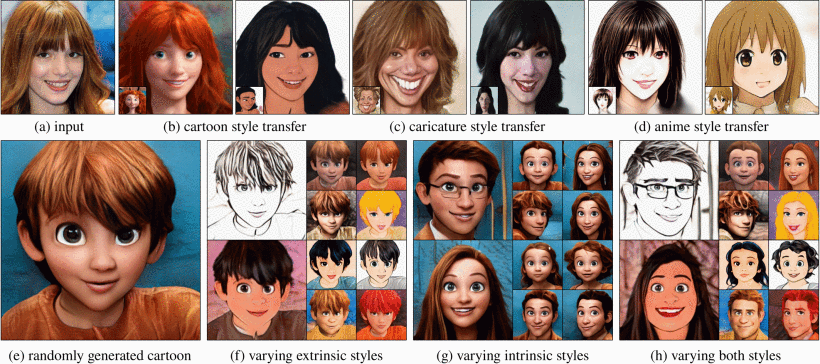 (a) input
(b) cartoon style transfer
(c) caricature style transfer
(d) anime style transfer
(e) randomly generated cartoon
(f) varying extrinsic styles
(g) varying intrinsic styles
(h) varying both styles